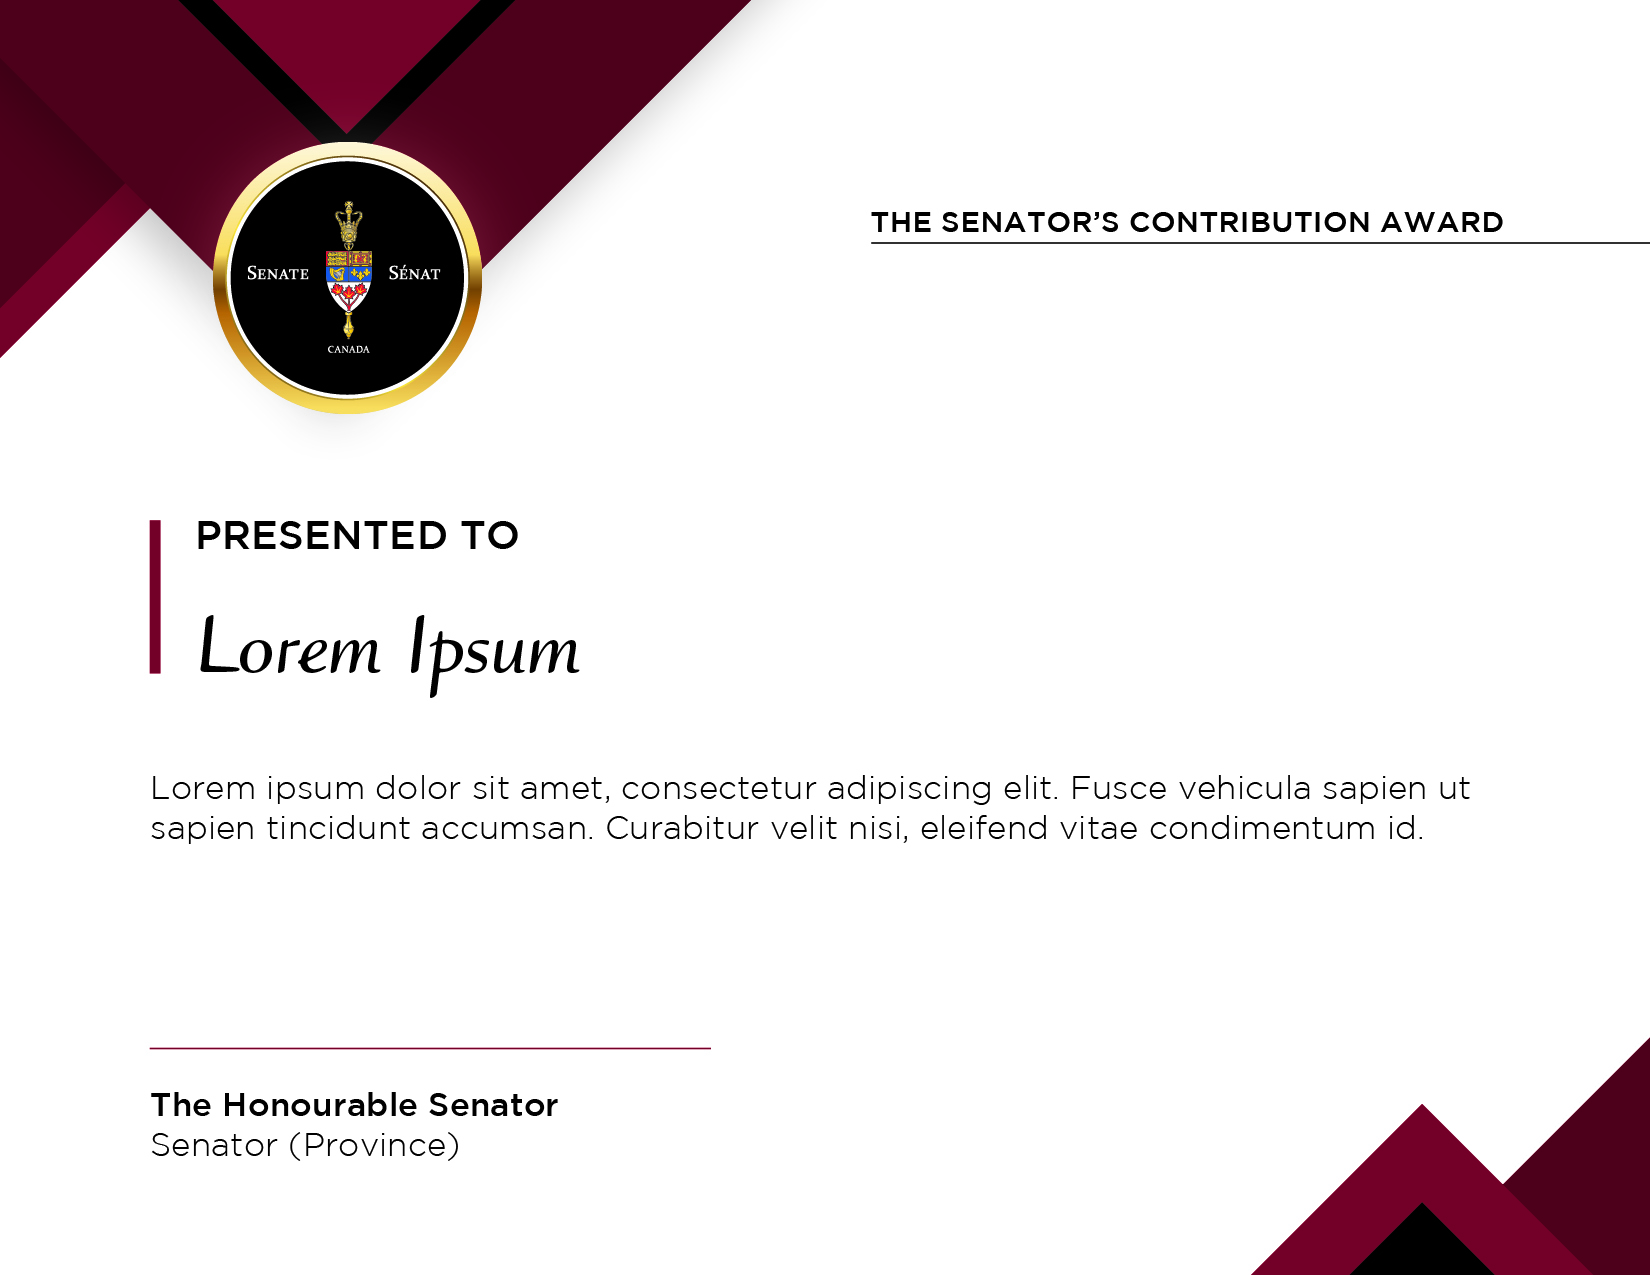 SENATE SÉNAT
CANADA
THE SENATOR’S CONTRIBUTION AWARD
PRESENTED TO
Lorem Ipsum
Lorem ipsum dolor sit amet, consectetur adipiscing elit. Fusce vehicula sapien ut
sapien tincidunt accumsan. Curabitur velit nisi, eleifend vitae condimentum id.
The Honourable Senator
Senator (Province)